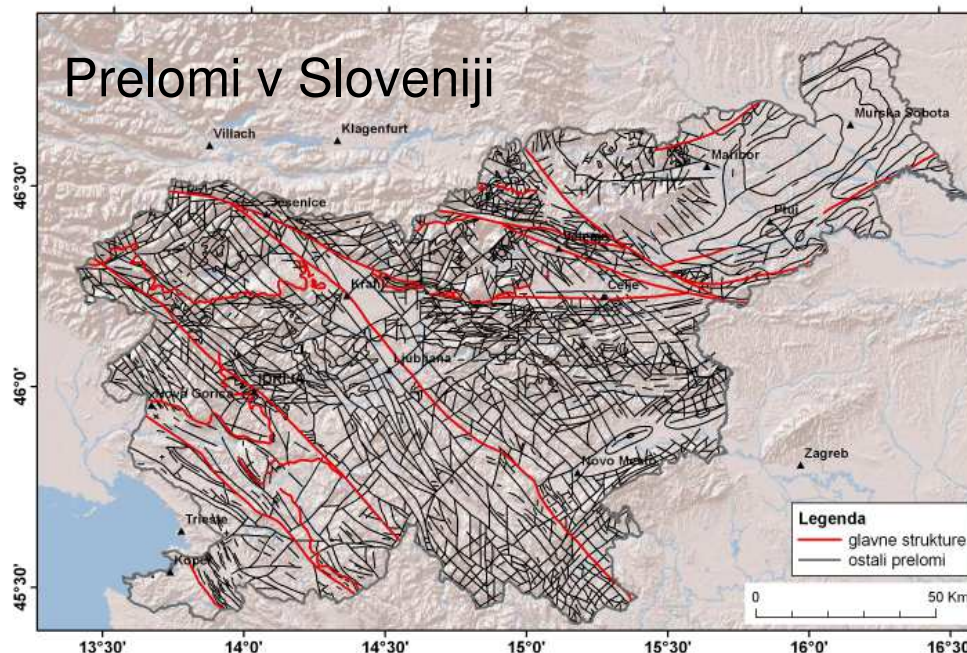 Prelomi v Sloveniji
Villach
Klagenfurt
Murska Sobota
Maribor
Jesenice
Ptuj
Kranj
Celje
Ljubljana
Nova Gorica
Novo Mesto
Zagreb
Trieste
Koper
46°30'
46°0'
45°30'
Legenda
glavne strukture
ostali prelomi
0 50 Km
13°30' 14°0' 14°30' 15°0' 15°30' 16°0' 16°30'